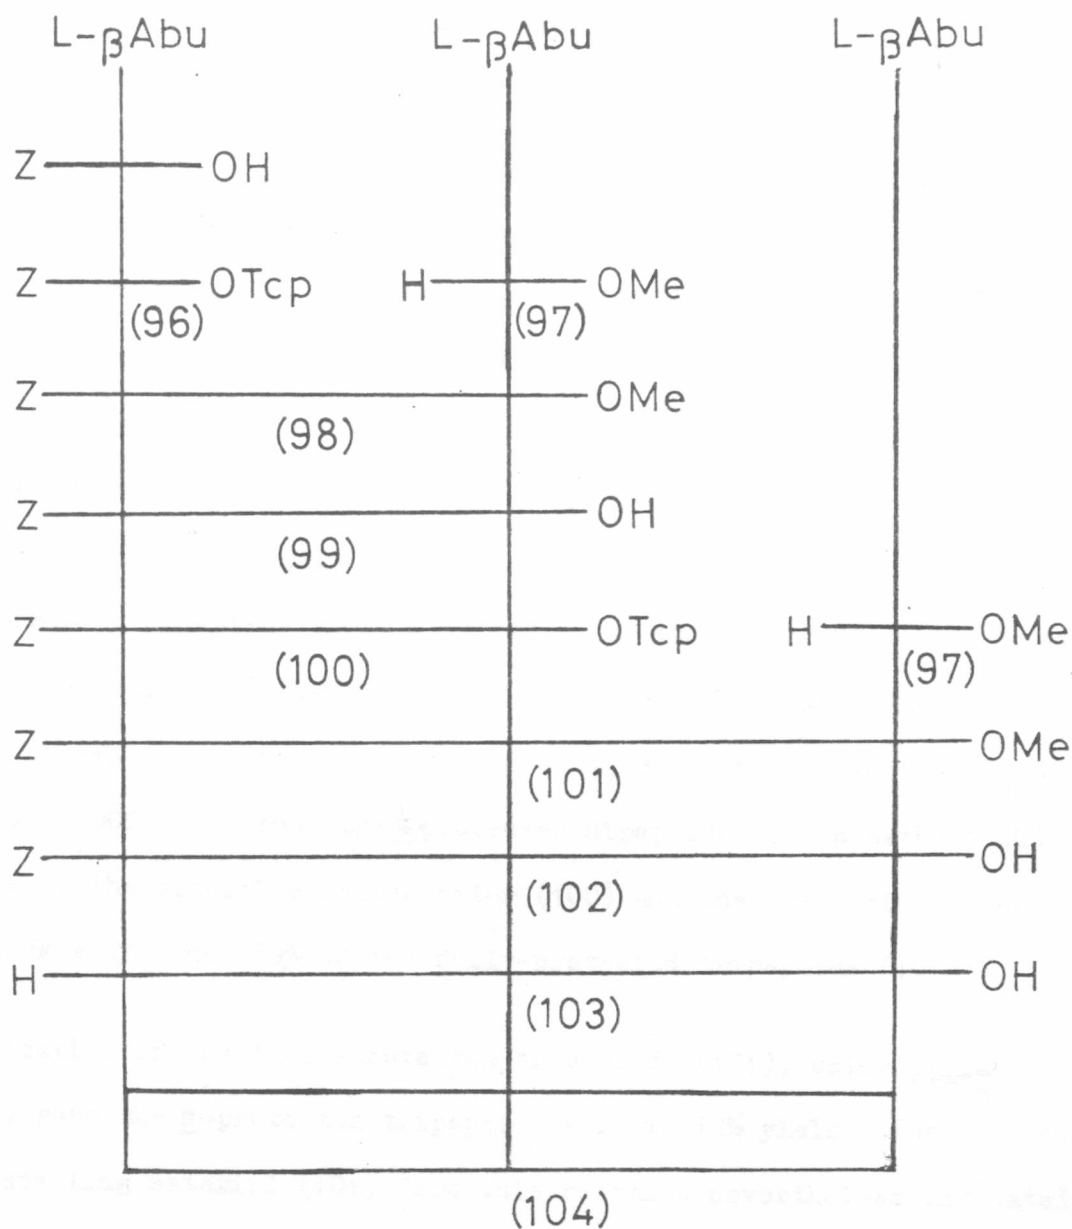 L-βAbu L-βAbu L-βAbu
Z OH
Z OTcp H OMe
(96) (97)
Z OMe
(98)
Z OH
(99)
Z OTcp H OMe
(100) (97)
Z OMe
(101)
Z OH
(102)
H OH
(103)
(104)